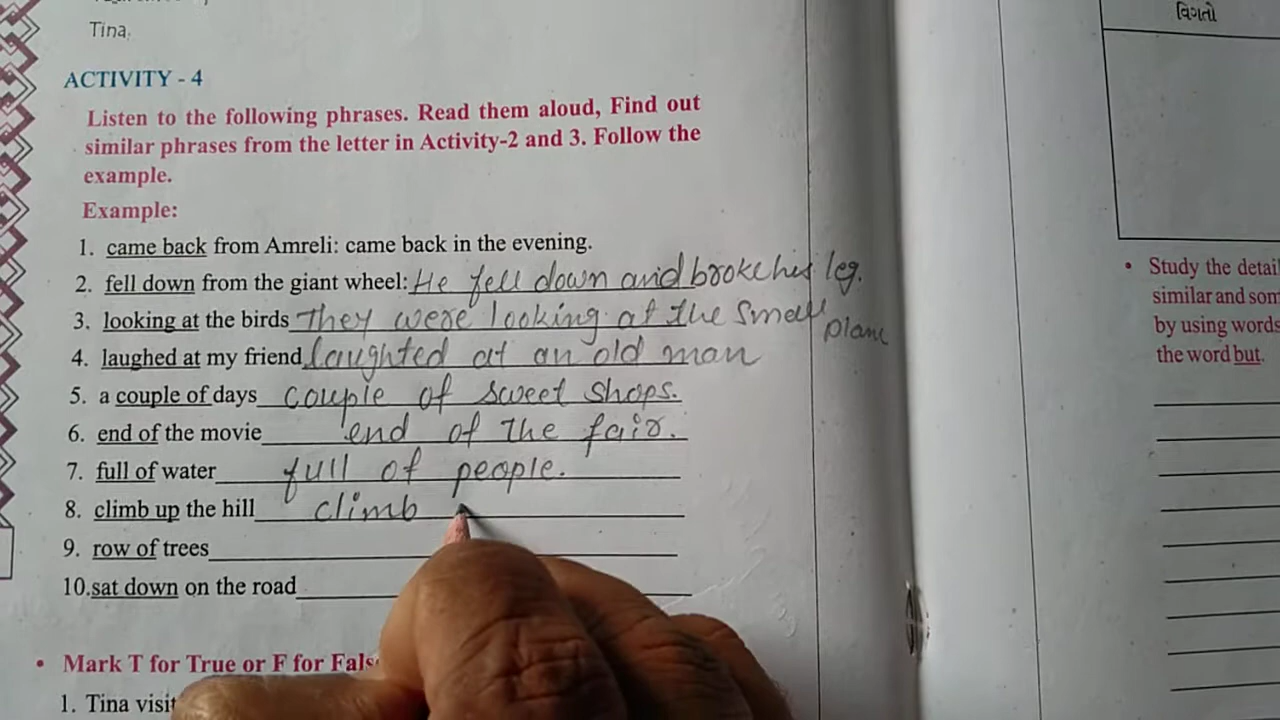 Tina,
ACTIVITY - 4
Listen to the following phrases. Read them aloud, Find out
similar phrases from the letter in Activity-2 and 3. Follow the
example.
Example:
1. came back from Amreli: came back in the evening.
2. fell down from the giant wheel: He fell down and brooke his leg.
3. looking at the birds They were looking at the small plane
4. laughed at my friend laughted at an old man
5. a couple of days couple of sweet shops.
6. end of the movie end of the fair.
7. full of water full of people.
8. climb up the hill climb
9. row of trees
10. sat down on the road
• Mark T for True or F for Fals
1. Tina visit
વિગતો
• Study the detai
similar and som
by using words
the word but.